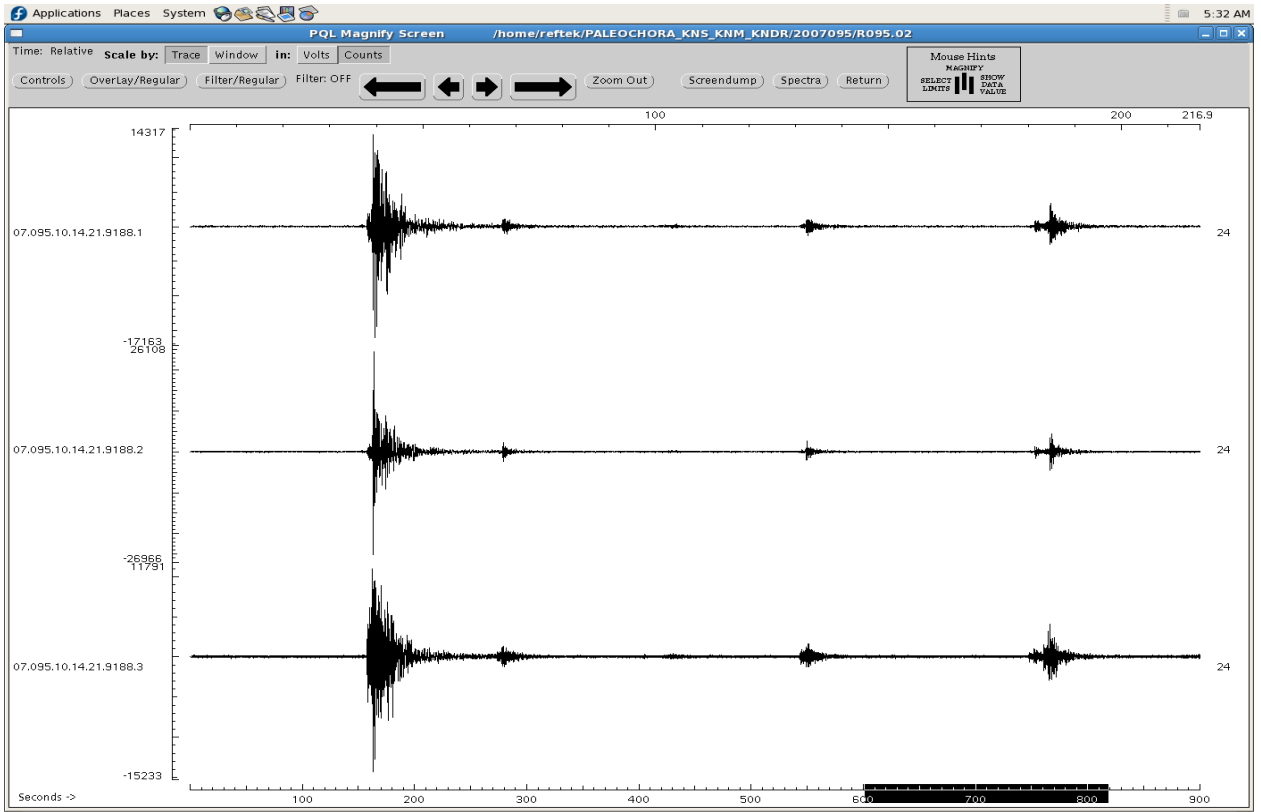 Applications Places System 5:32 AM
PQL Magnify Screen /home/reftek/PALEOCHORA_KNS_KNM_KNDR/2007095/R095.02
Time: Relative Scale by: Trace Window in: Volts Counts
Controls OverLay/Regular Filter/Regular Filter: OFF Zoom Out Screendump Spectra Return
Mouse Hints
MAGNIFY
SELECT LIMITS SHOW DATA VALUE
100 200 216.9
14317
07.095.10.14.21.9188.1 24
-17163
26108
07.095.10.14.21.9188.2 24
-26966
11791
07.095.10.14.21.9188.3 24
-15233
Seconds -> 100 200 300 400 500 600 700 800 900